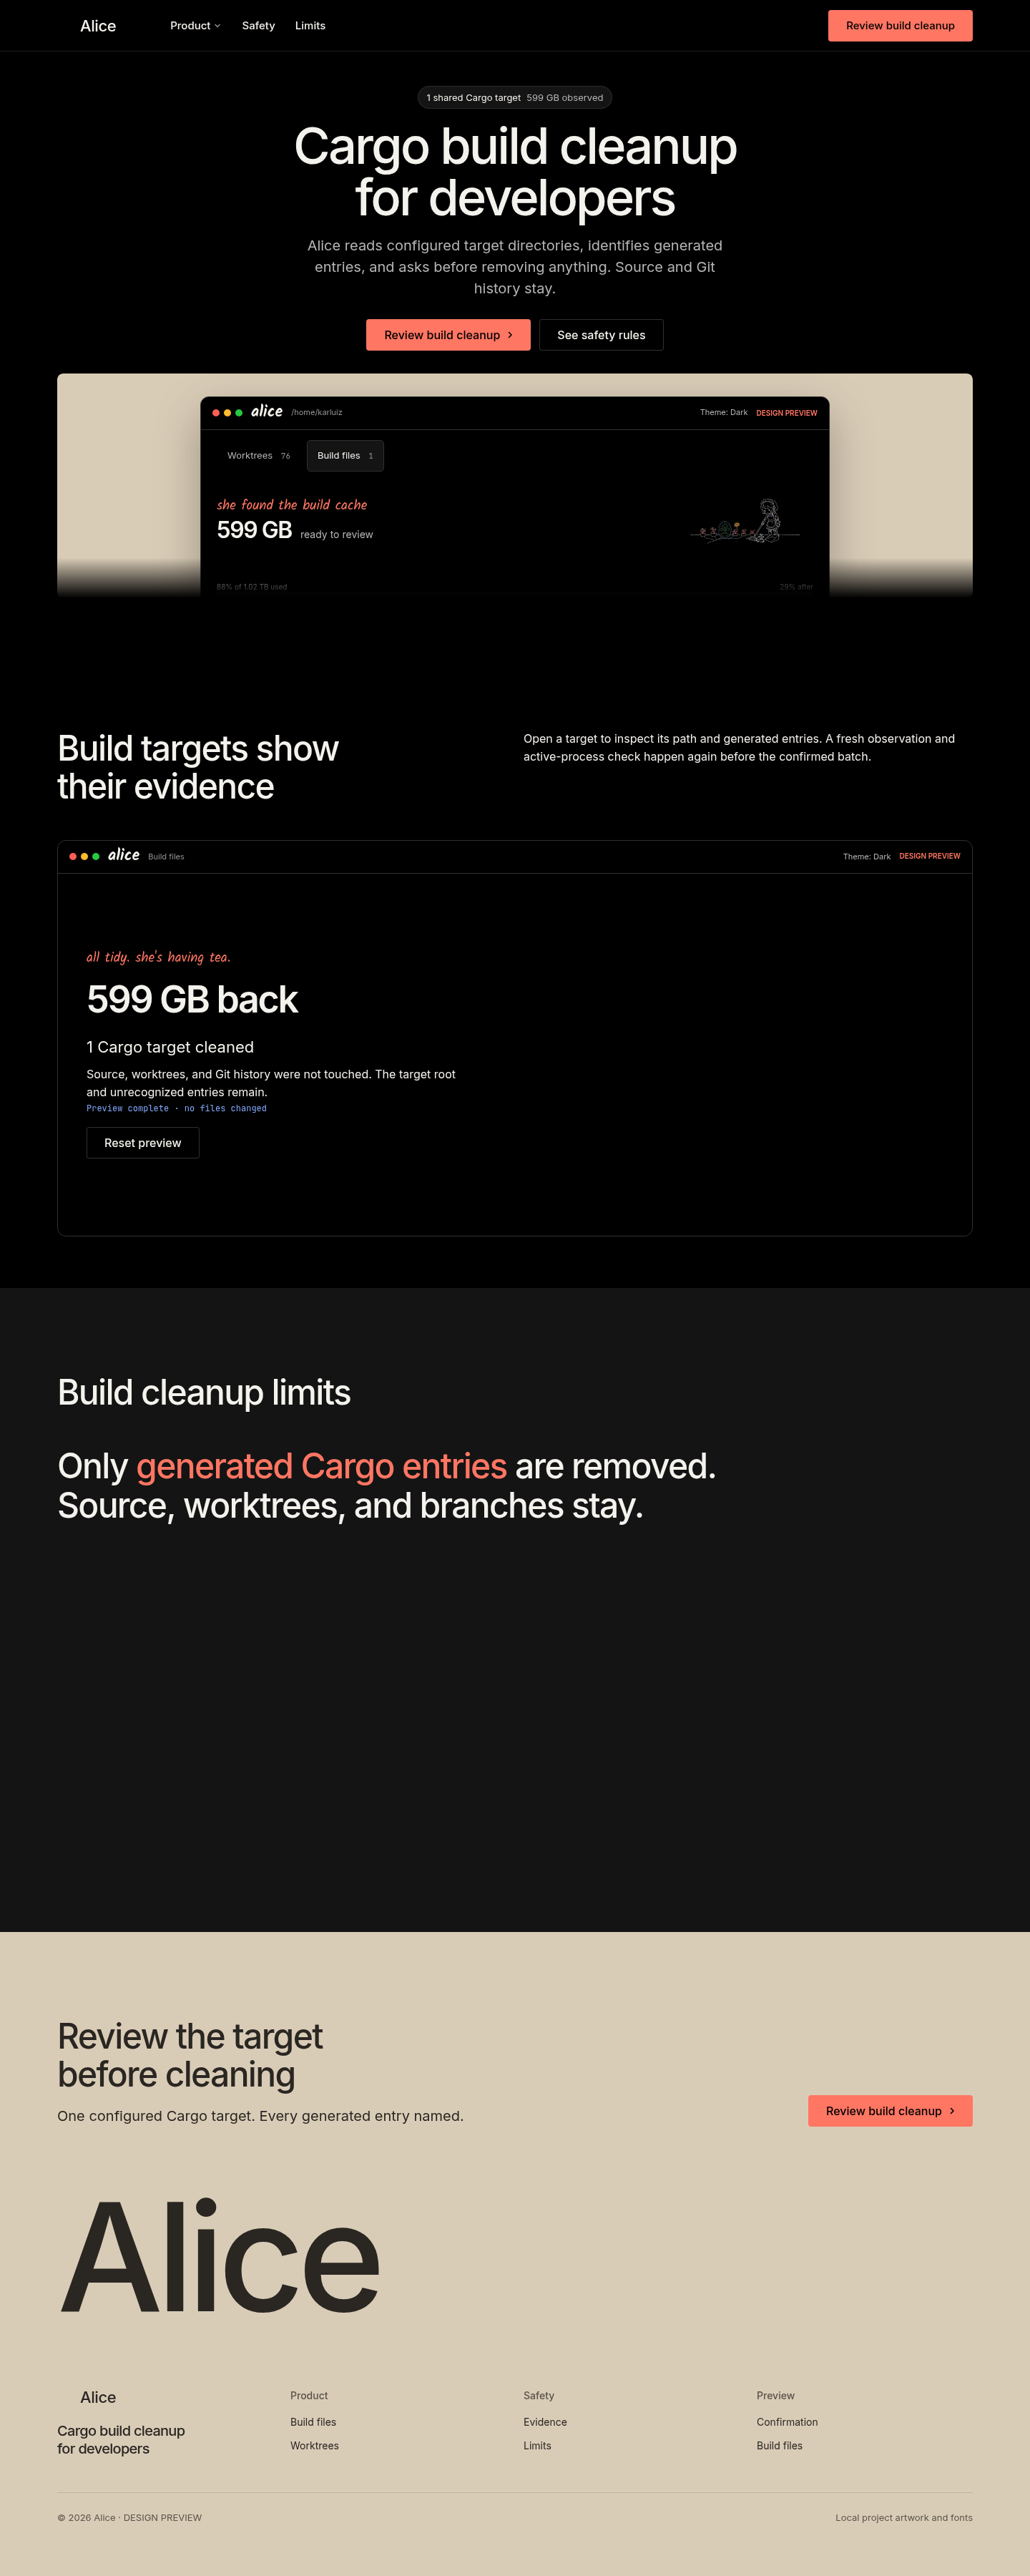 Alice
Product
Safety
Limits
Review build cleanup
1 shared Cargo target 599 GB observed
Cargo build cleanup
for developers
Alice reads configured target directories, identifies generated
entries, and asks before removing anything. Source and Git
history stay.
Review build cleanup
See safety rules
alice /home/karluiz
Theme: Dark DESIGN PREVIEW
Worktrees 76
Build files 1
she found the build cache
599 GB ready to review
88% of 1.02 TB used
29% after
Build targets show
their evidence
Open a target to inspect its path and generated entries. A fresh observation and
active-process check happen again before the confirmed batch.
alice Build files
Theme: Dark DESIGN PREVIEW
all tidy. she's having tea.
599 GB back
1 Cargo target cleaned
Source, worktrees, and Git history were not touched. The target root
and unrecognized entries remain.
Preview complete · no files changed
Reset preview
Build cleanup limits
Only generated Cargo entries are removed.
Source, worktrees, and branches stay.
Review the target
before cleaning
One configured Cargo target. Every generated entry named.
Review build cleanup
Alice
Alice
Cargo build cleanup
for developers
Product
Build files
Worktrees
Safety
Evidence
Limits
Preview
Confirmation
Build files
© 2026 Alice · DESIGN PREVIEW
Local project artwork and fonts